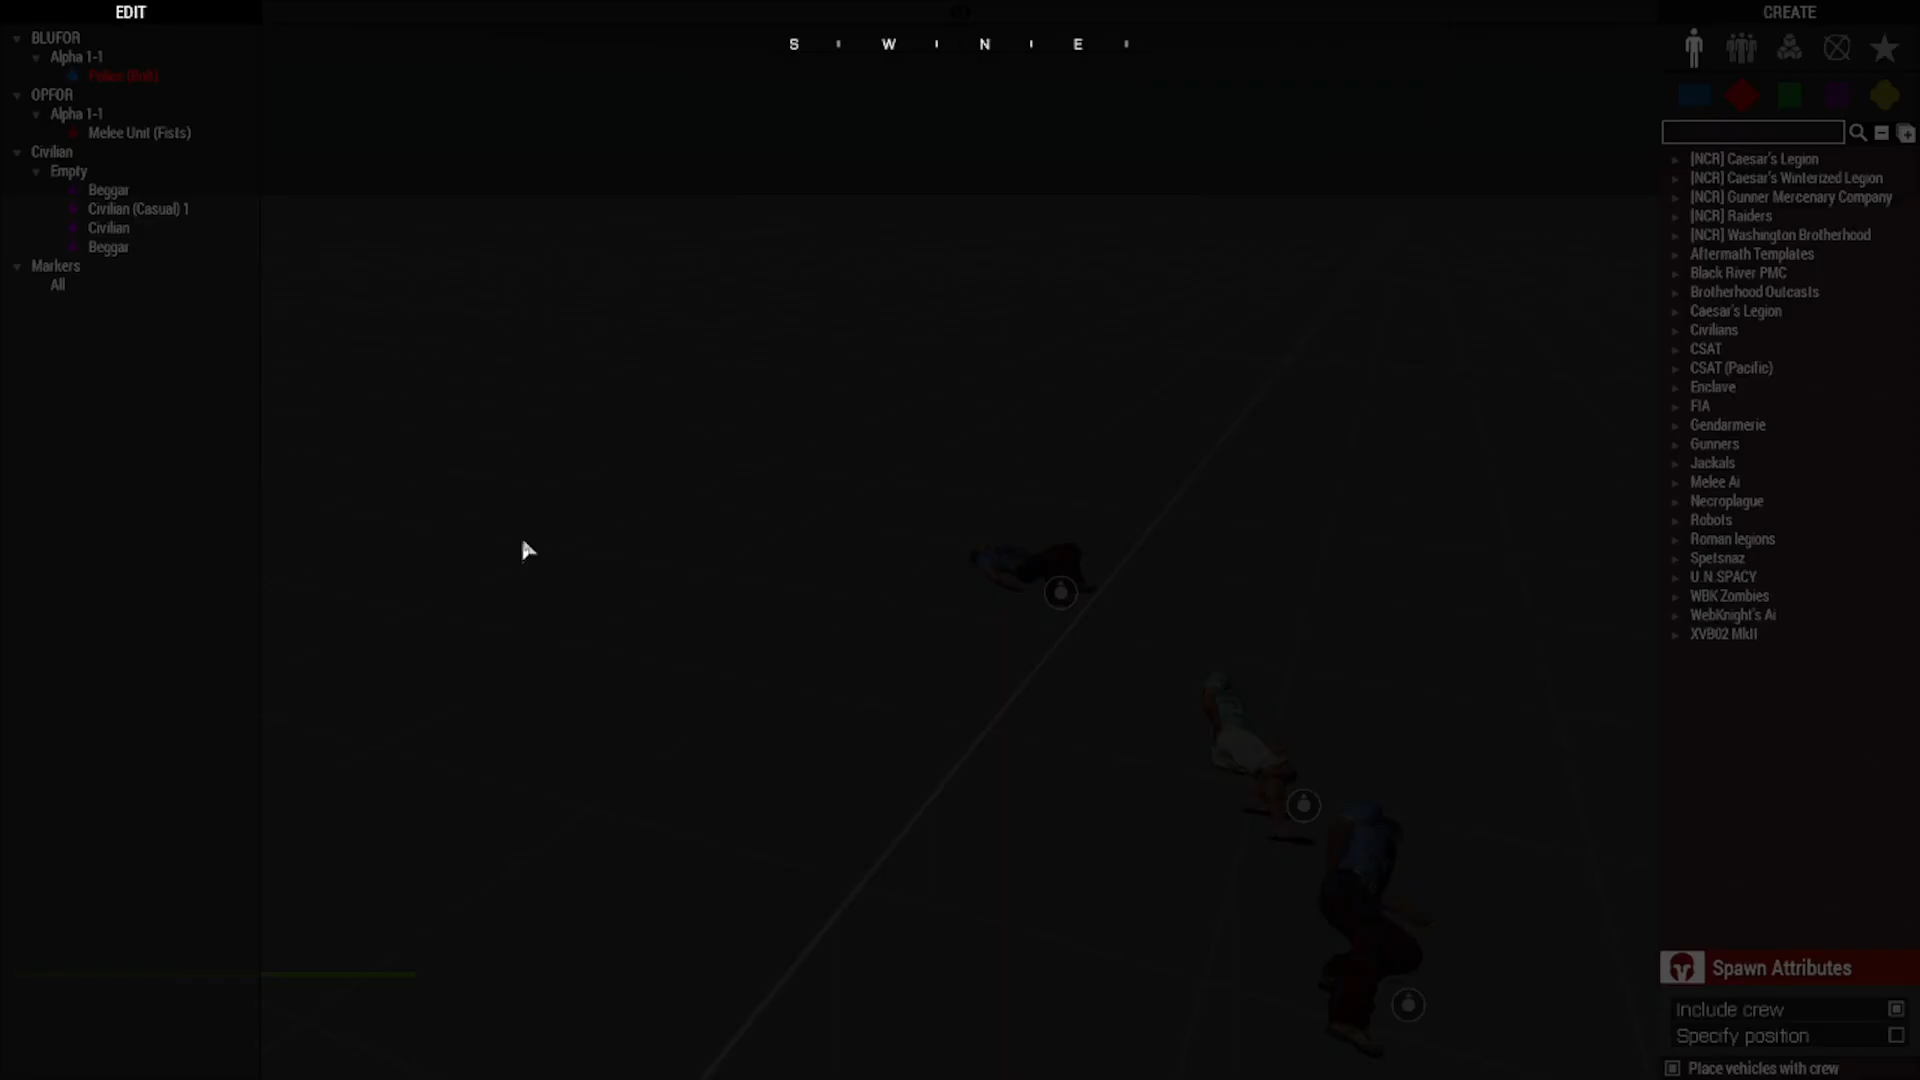 EDIT
BLUFOR
Alpha 1-1
Police (Bolt)
OPFOR
Alpha 1-1
Melee Unit (Fists)
Civilian
Empty
Beggar
Civilian (Casual) 1
Civilian
Beggar
Markers
All
S W N E
CREATE
[NCR] Caesar's Legion
[NCR] Caesar's Winterized Legion
[NCR] Gunner Mercenary Company
[NCR] Raiders
[NCR] Washington Brotherhood
Aftermath Templates
Black River PMC
Brotherhood Outcasts
Caesar's Legion
Civilians
CSAT
CSAT (Pacific)
Enclave
FIA
Gendarmerie
Gunners
Jackals
Melee Ai
Necroplague
Robots
Roman legions
Spetsnaz
U.N.SPACY
WBK Zombies
WebKnight's Ai
XVB02 MkII
Spawn Attributes
Include crew
Specify position
Place vehicles with crew